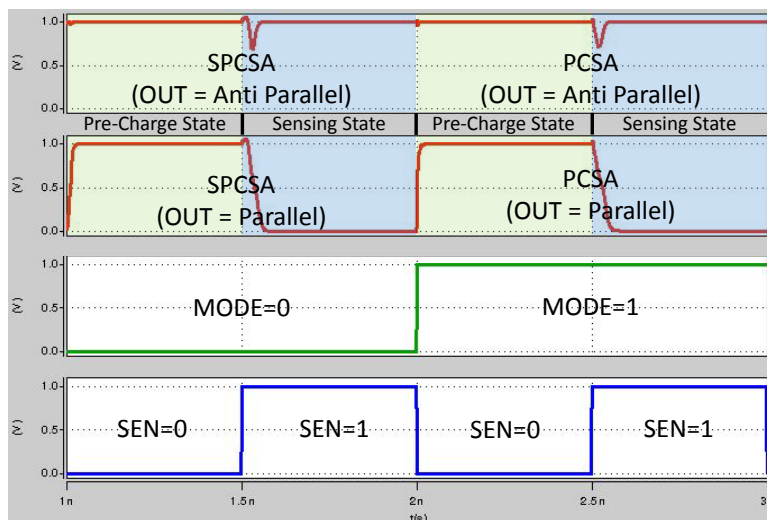 1.0
(V)
0.5
0.0
SPCSA
(OUT = Anti Parallel)
PCSA
(OUT = Anti Parallel)
Pre-Charge State
Sensing State
Pre-Charge State
Sensing State
1.0
(V)
0.5
0.0
SPCSA
(OUT = Parallel)
PCSA
(OUT = Parallel)
1.0
(V)
0.5
0.0
MODE=0
MODE=1
1.0
(V)
0.5
0.0
SEN=0
SEN=1
SEN=0
SEN=1
1n
1.5n
2n
2.5n
3
t(s)